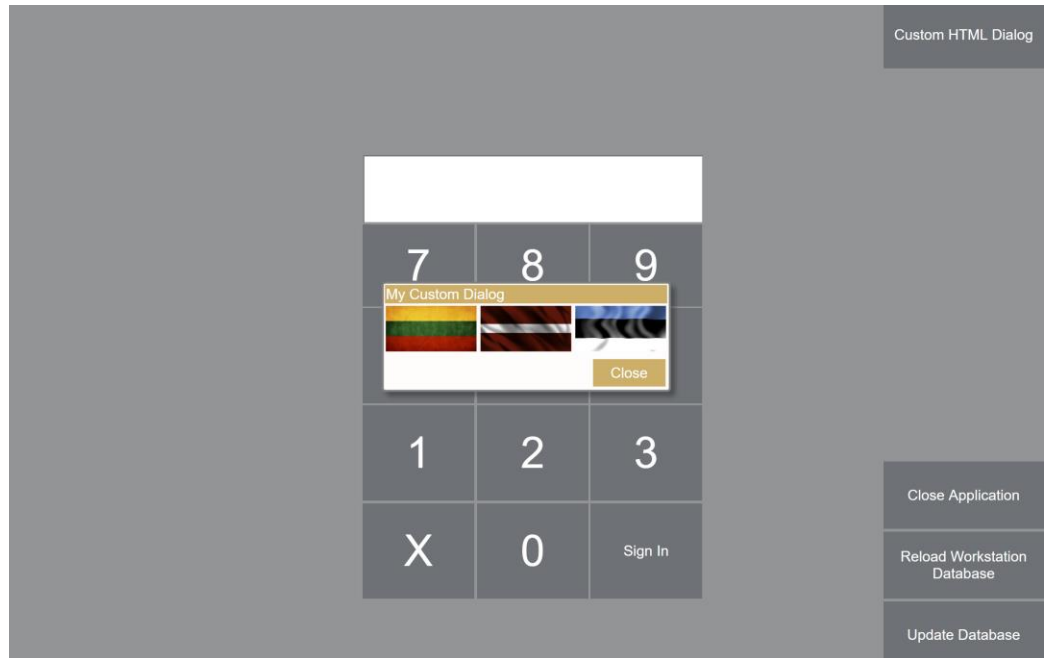 Custom HTML Dialog
7 8 9
My Custom Dialog
Close
1 2 3
X 0 Sign In
Close Application
Reload Workstation
Database
Update Database